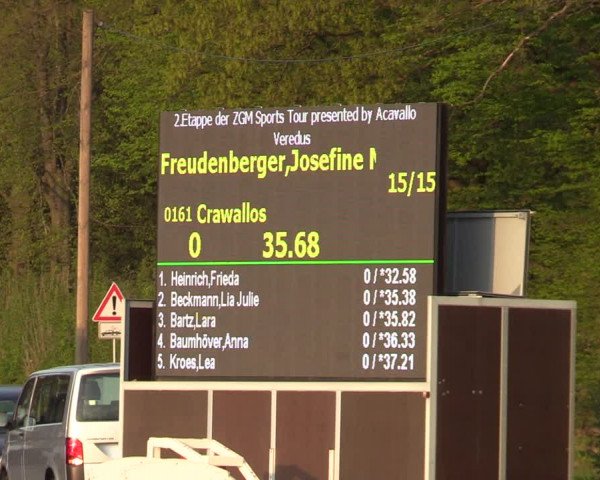 2.Etappe der ZGM Sports Tour presented by Acavallo
Veredus
Freudenberger,Josefine
15/15
0161 Crawallos
0 35.68
1. Heinrich,Frieda 0 / *32.58
2. Beckmann,Lia Julie 0 / *35.38
3. Bartz,Lara 0 / *35.82
4. Baumhöver,Anna 0 / *36.33
5. Kroes,Lea 0 / *37.21